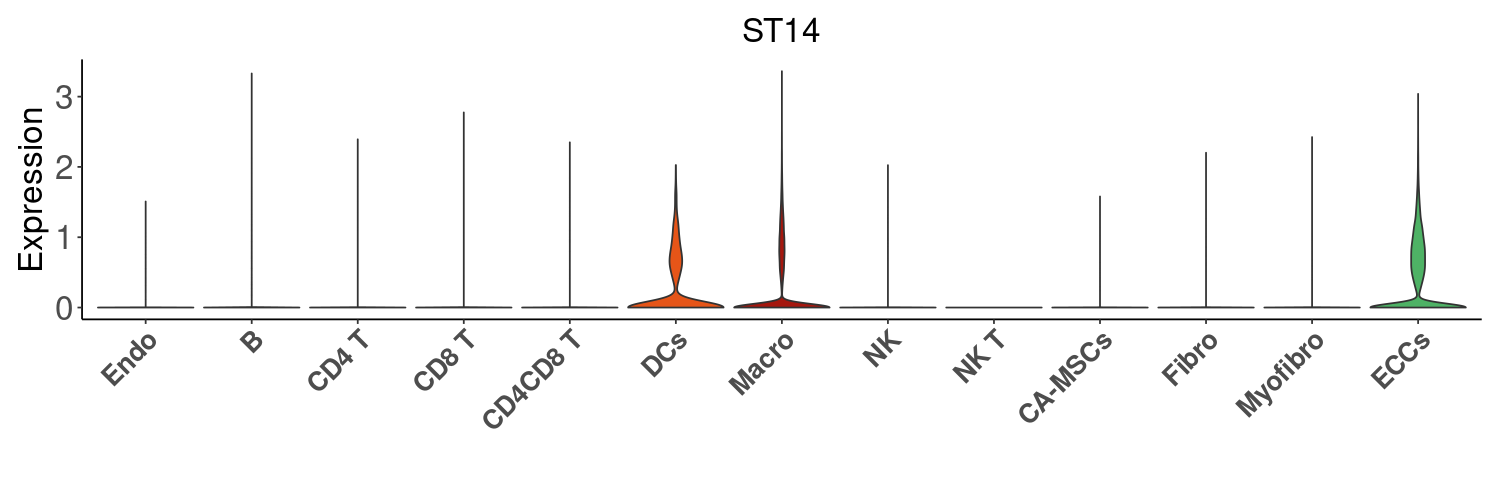 ST14
Expression
3
2
1
0
Endo
B
CD4 T
CD8 T
CD4CD8 T
DCs
Macro
NK
NK T
CA-MSCs
Fibro
Myofibro
ECCs